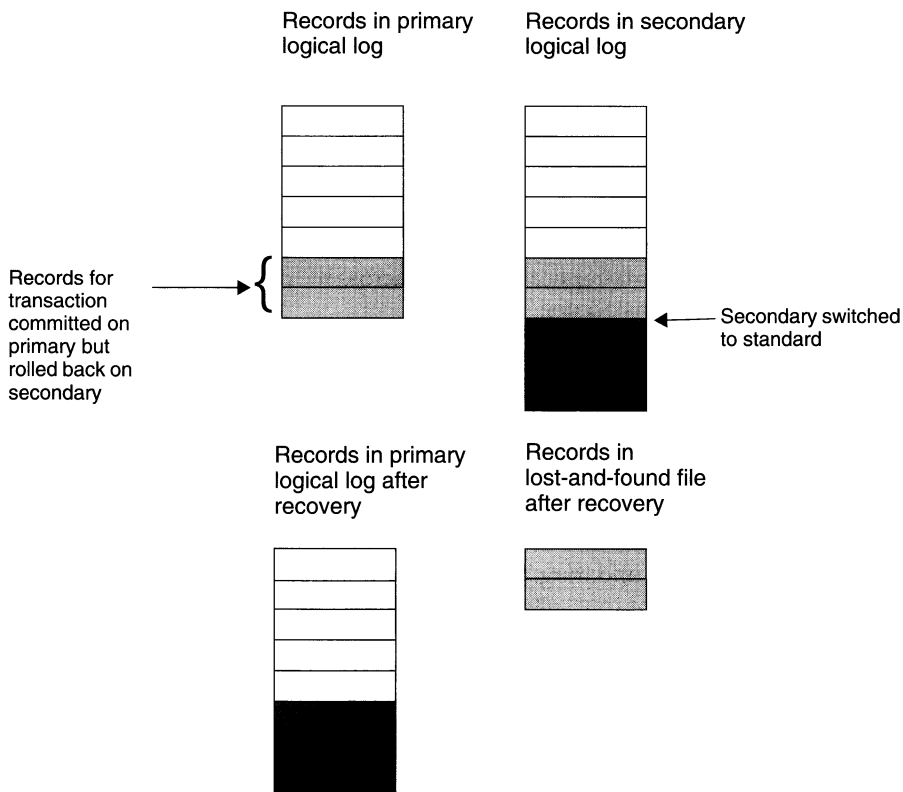 Records in primary
logical log
Records in secondary
logical log
Records for
transaction
committed on
primary but
rolled back on
secondary
Secondary switched
to standard
Records in primary
logical log after
recovery
Records in
lost-and-found file
after recovery